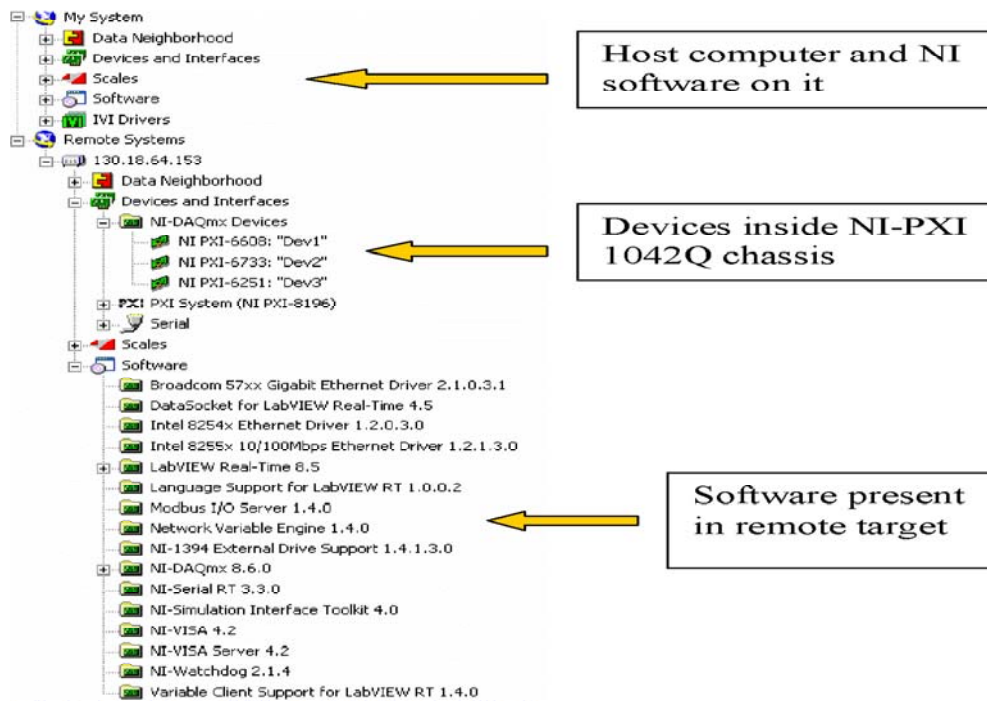 My System
Data Neighborhood
Devices and Interfaces
Scales
Software
IVI Drivers
Remote Systems
130.18.64.153
Data Neighborhood
Devices and Interfaces
NI-DAQmx Devices
NI PXI-6608: "Dev1"
NI PXI-6733: "Dev2"
NI PXI-6251: "Dev3"
PXI PXI System (NI PXI-8196)
Serial
Scales
Software
Broadcom 57xx Gigabit Ethernet Driver 2.1.0.3.1
DataSocket for LabVIEW Real-Time 4.5
Intel 8254x Ethernet Driver 1.2.0.3.0
Intel 8255x 10/100Mbps Ethernet Driver 1.2.1.3.0
LabVIEW Real-Time 8.5
Language Support for LabVIEW RT 1.0.0.2
Modbus I/O Server 1.4.0
Network Variable Engine 1.4.0
NI-1394 External Drive Support 1.4.1.3.0
NI-DAQmx 8.6.0
NI-Serial RT 3.3.0
NI-Simulation Interface Toolkit 4.0
NI-VISA 4.2
NI-VISA Server 4.2
NI-Watchdog 2.1.4
Variable Client Support for LabVIEW RT 1.4.0
Host computer and NI
software on it
Devices inside NI-PXI
1042Q chassis
Software present
in remote target